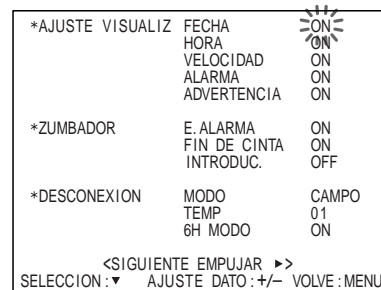 *AJUSTE VISUALIZ FECHA ON
HORA ON
VELOCIDAD ON
ALARMA ON
ADVERTENCIA ON
*ZUMBADOR E.ALARMA ON
FIN DE CINTA ON
INTRODUC. OFF
*DESCONEXION MODO CAMPO
TEMP 01
6H MODO ON
<SIGUIENTE EMPUJAR ►>
SELECCION:▼ AJUSTE DATO:+/– VOLVE:MENU